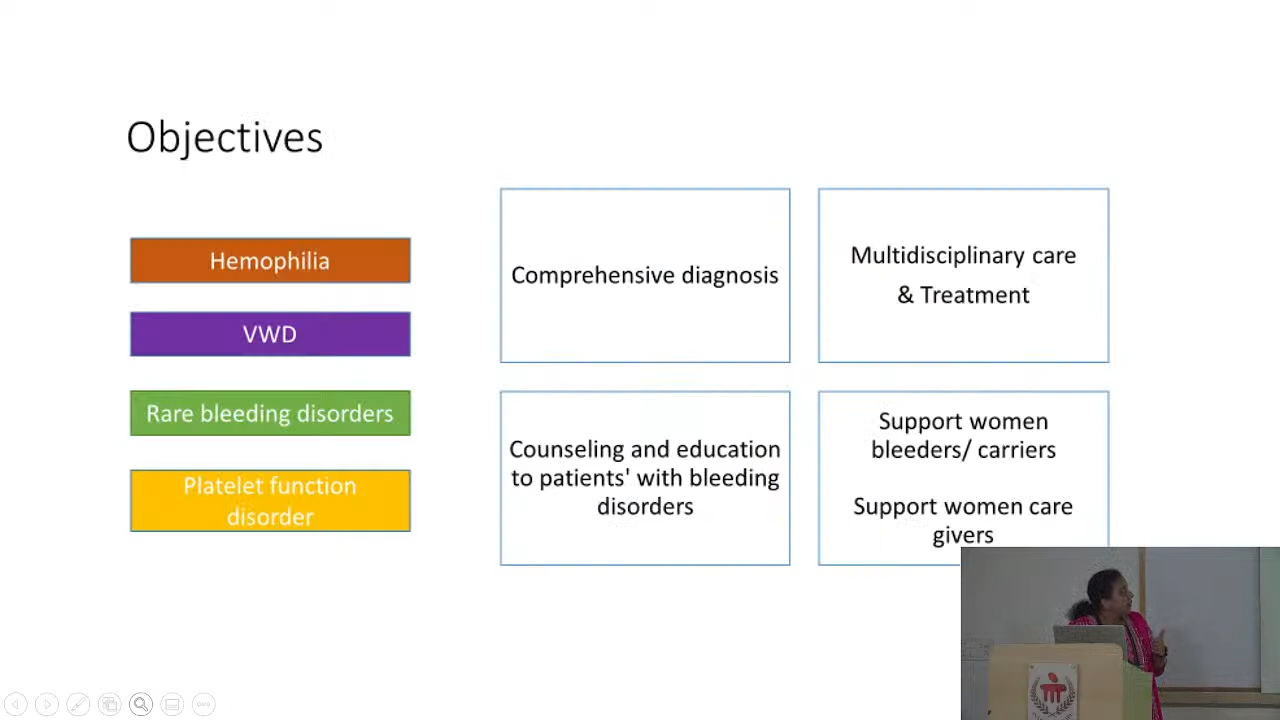 Objectives
Hemophilia
VWD
Rare bleeding disorders
Platelet function
disorder
Comprehensive diagnosis
Multidisciplinary care
& Treatment
Counseling and education
to patients' with bleeding
disorders
Support women
bleeders/ carriers
Support women care
givers